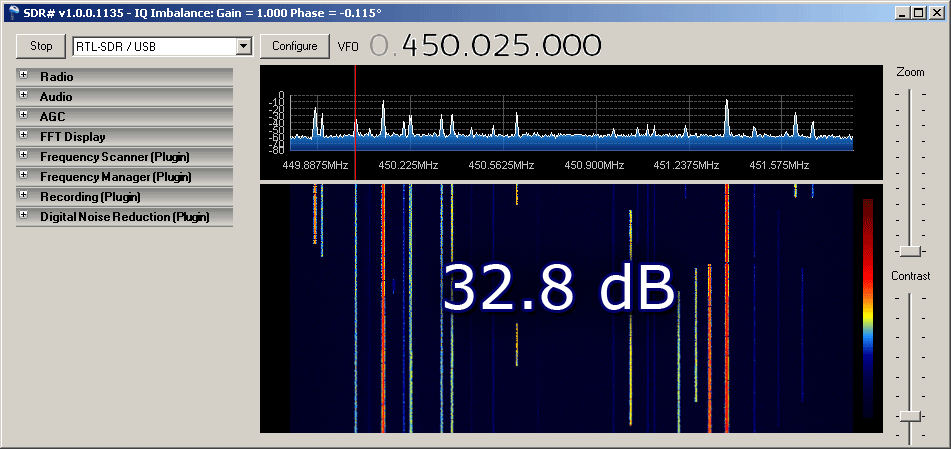 SDR# v1.0.0.1135 - IQ Imbalance: Gain = 1.000 Phase = -0.115°
Stop
RTL-SDR / USB
Configure
VFO
0.450.025.000
Radio
Audio
AGC
FFT Display
Frequency Scanner (Plugin)
Frequency Manager (Plugin)
Recording (Plugin)
Digital Noise Reduction (Plugin)
0
-10
-20
-30
-40
-50
-60
-70
-80
449.8875MHz 450.225MHz 450.5625MHz 450.900MHz 451.2375MHz 451.575MHz
32.8 dB
Zoom
Contrast